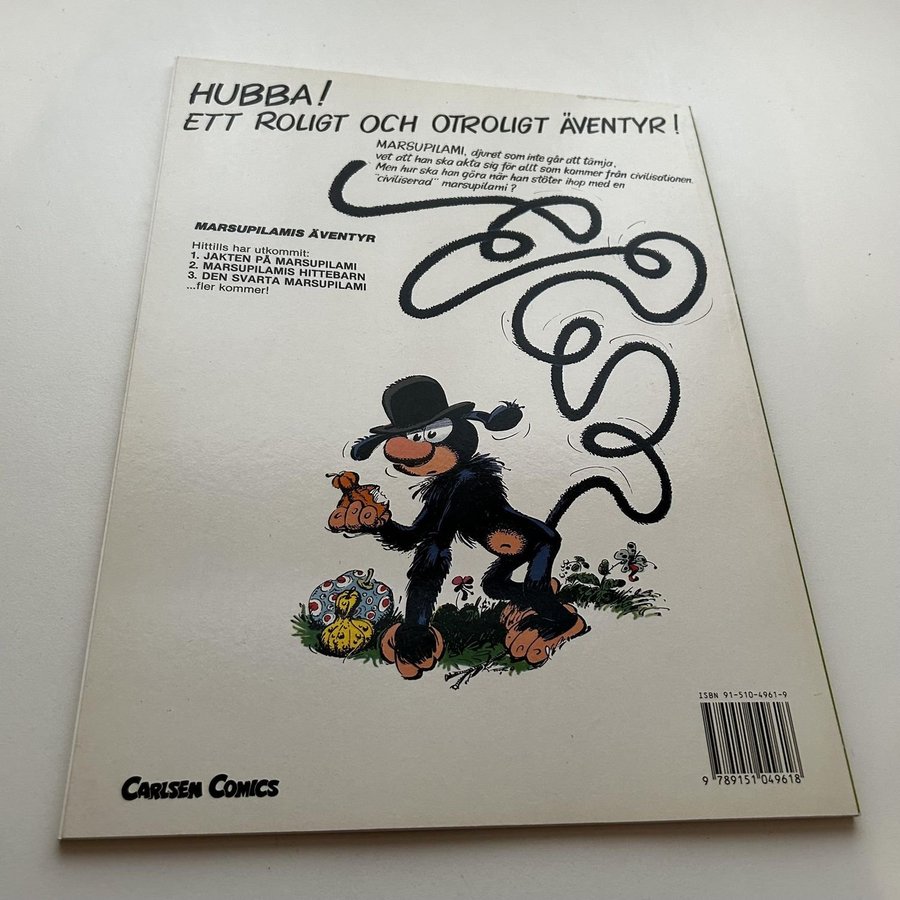 HUBBA!
ETT ROLIGT OCH OTROLIGT ÄVENTYR!
MARSUPILAMI, djuret som inte går att tämja,
vet att han ska akta sig för allt som kommer från civilisationen.
Men hur ska han göra när han stöter ihop med en
"civiliserad" marsupilami?
MARSUPILAMIS ÄVENTYR
Hittills har utkommit:
1. JAKTEN PÅ MARSUPILAMI
2. MARSUPILAMIS HITTEBARN
3. DEN SVARTA MARSUPILAMI
...fler kommer!
ISBN 91-510-4961-9
9 789151 049618
CARLSEN COMICS